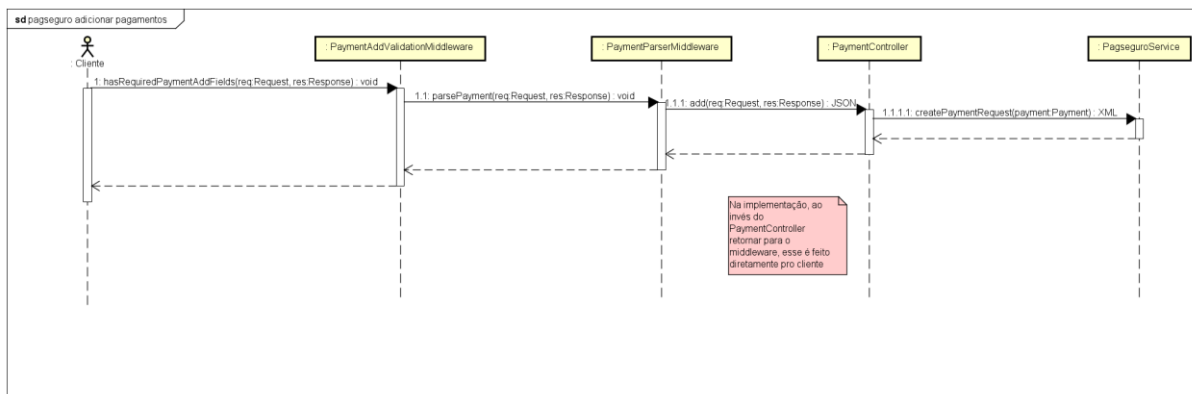 sd pagseguro adicionar pagamentos
: Cliente
: PaymentAddValidationMiddleware
: PaymentParserMiddleware
: PaymentController
: PagseguroService
1: hasRequiredPaymentAddFields(req:Request, res:Response) : void
1.1: parsePayment(req:Request, res:Response) : void
1.1.1: add(req:Request, res:Response) : JSON
1.1.1.1: createPaymentRequest(payment:Payment) : XML
Na implementação, ao
invés do
PaymentController
retornar para o
middleware, esse é feito
diretamente pro cliente